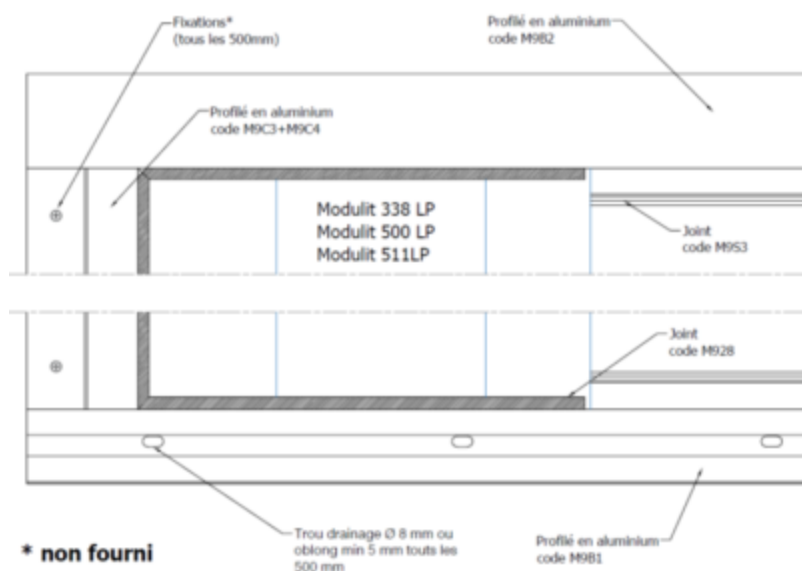 Fixations*
(tous les 500mm)
Profilé en aluminium
code M9B2
Profilé en aluminium
code M9C3+M9C4
Modulit 338 LP
Modulit 500 LP
Modulit 511LP
Joint
code M9S3
Joint
code M928
Trou drainage Ø 8 mm ou
oblong min 5 mm touts les
500 mm
Profilé en aluminium
code M9B1
* non fourni